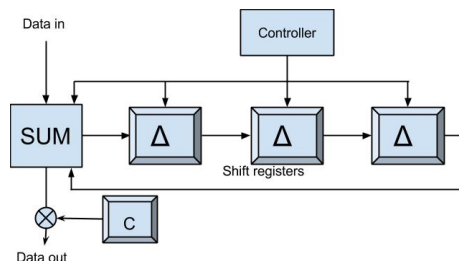 Data in
Controller
SUM
Δ
Δ
Δ
Shift registers
C
Data out